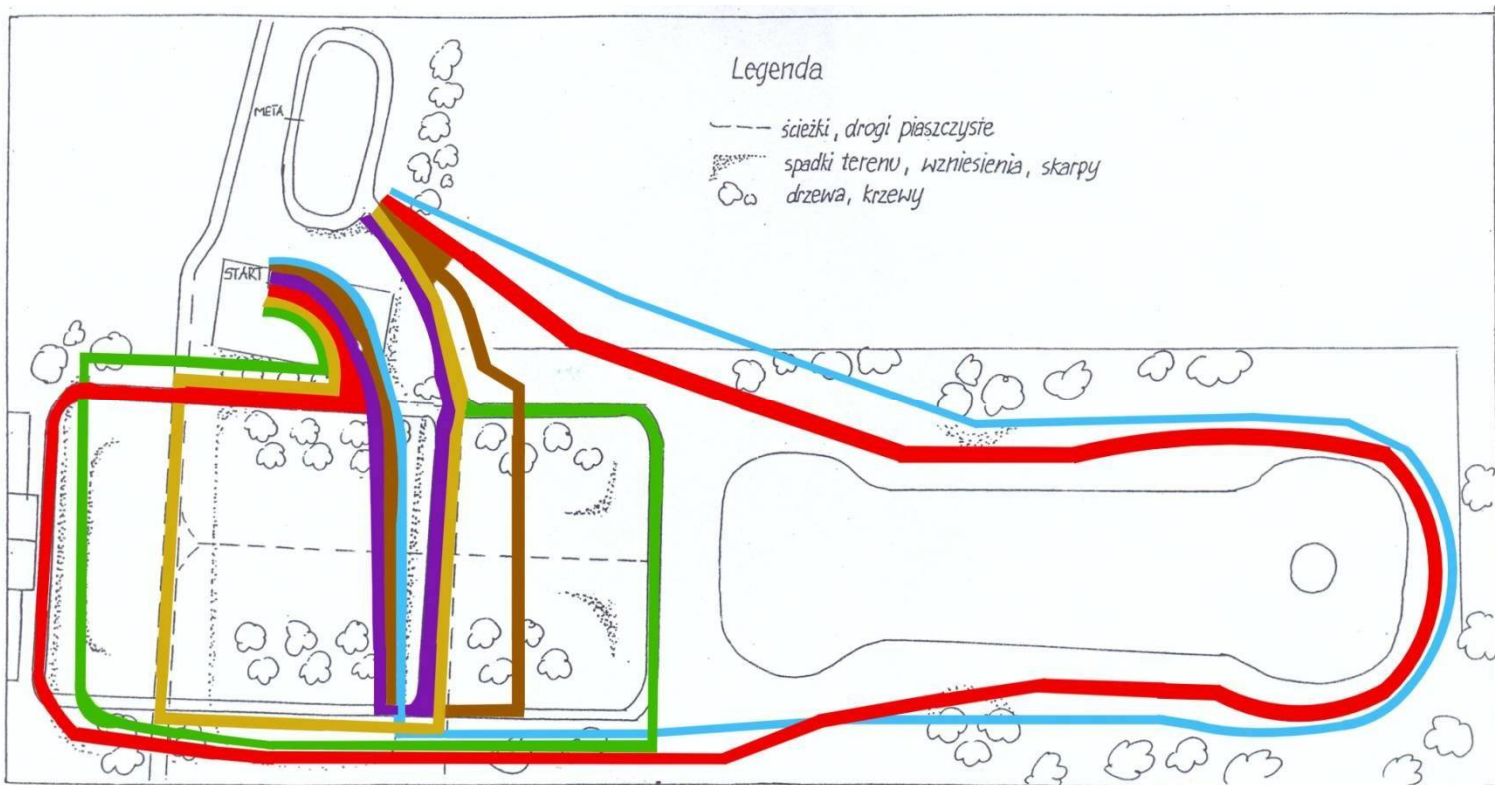 META
START
Legenda
ścieżki, drogi piaszczyste
spadki terenu, wzniesienia, skarpy
drzewa, krzewy